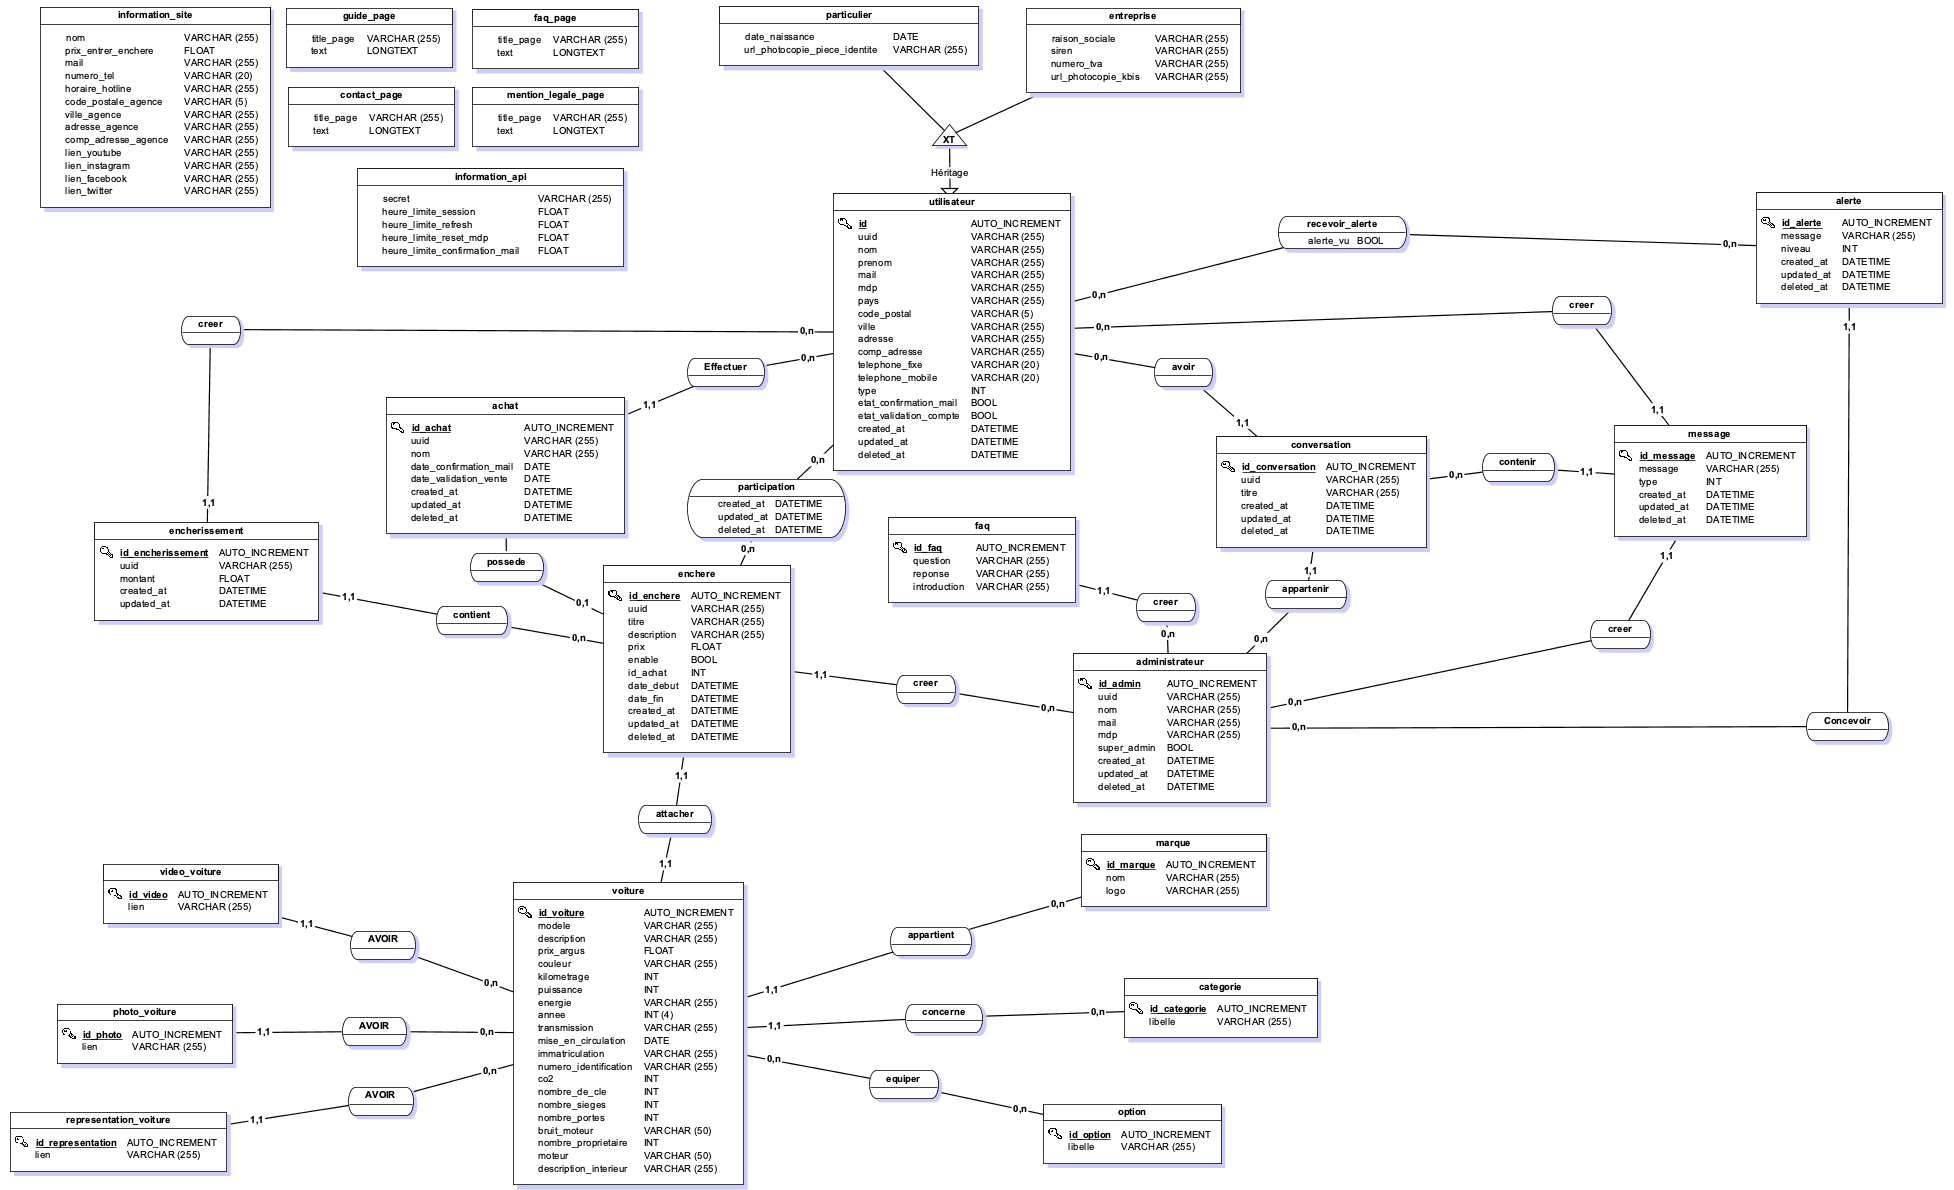 information_site
nom VARCHAR (255)
prix_entrer_enchere FLOAT
mail VARCHAR (255)
numero_tel VARCHAR (20)
horaire_hotline VARCHAR (255)
code_postale_agence VARCHAR (5)
ville_agence VARCHAR (255)
adresse_agence VARCHAR (255)
comp_adresse_agence VARCHAR (255)
lien_youtube VARCHAR (255)
lien_instagram VARCHAR (255)
lien_facebook VARCHAR (255)
lien_twitter VARCHAR (255)
guide_page
title_page VARCHAR (255)
text LONGTEXT
faq_page
title_page VARCHAR (255)
text LONGTEXT
contact_page
title_page VARCHAR (255)
text LONGTEXT
mention_legale_page
title_page VARCHAR (255)
text LONGTEXT
information_api
secret VARCHAR (255)
heure_limite_session FLOAT
heure_limite_refresh FLOAT
heure_limite_reset_mdp FLOAT
heure_limite_confirmation_mail FLOAT
particulier
date_naissance DATE
url_photocopie_piece_identite VARCHAR (255)
entreprise
raison_sociale VARCHAR (255)
siren VARCHAR (255)
numero_tva VARCHAR (255)
url_photocopie_kbis VARCHAR (255)
XT
Héritage
utilisateur
id AUTO_INCREMENT
uuid VARCHAR (255)
nom VARCHAR (255)
prenom VARCHAR (255)
mail VARCHAR (255)
mdp VARCHAR (255)
pays VARCHAR (255)
code_postal VARCHAR (5)
ville VARCHAR (255)
adresse VARCHAR (255)
comp_adresse VARCHAR (255)
telephone_fixe VARCHAR (20)
telephone_mobile VARCHAR (20)
type INT
etat_confirmation_mail BOOL
etat_validation_compte BOOL
created_at DATETIME
updated_at DATETIME
deleted_at DATETIME
recevoir_alerte
alerte_vu BOOL
0,n
0,n
alerte
id_alerte AUTO_INCREMENT
message VARCHAR (255)
niveau INT
created_at DATETIME
updated_at DATETIME
deleted_at DATETIME
1,1
creer
0,n
1,1
creer
0,n
1,1
Effectuer
0,n
1,1
avoir
0,n
1,1
achat
id_achat AUTO_INCREMENT
uuid VARCHAR (255)
nom VARCHAR (255)
date_confirmation_mail DATE
date_validation_vente DATE
created_at DATETIME
updated_at DATETIME
deleted_at DATETIME
conversation
id_conversation AUTO_INCREMENT
uuid VARCHAR (255)
titre VARCHAR (255)
created_at DATETIME
updated_at DATETIME
deleted_at DATETIME
contenir
0,n
1,1
message
id_message AUTO_INCREMENT
message VARCHAR (255)
type INT
created_at DATETIME
updated_at DATETIME
deleted_at DATETIME
0,n
participation
created_at DATETIME
updated_at DATETIME
deleted_at DATETIME
0,n
encherissement
id_encherissement AUTO_INCREMENT
uuid VARCHAR (255)
montant FLOAT
created_at DATETIME
updated_at DATETIME
possede
0,1
1,1
contient
0,n
enchere
id_enchere AUTO_INCREMENT
uuid VARCHAR (255)
titre VARCHAR (255)
description VARCHAR (255)
prix FLOAT
enable BOOL
id_achat INT
date_debut DATETIME
date_fin DATETIME
created_at DATETIME
updated_at DATETIME
deleted_at DATETIME
faq
id_faq AUTO_INCREMENT
question VARCHAR (255)
reponse VARCHAR (255)
introduction VARCHAR (255)
1,1
creer
0,n
1,1
appartenir
0,n
1,1
creer
0,n
1,1
creer
0,n
administrateur
id_admin AUTO_INCREMENT
uuid VARCHAR (255)
nom VARCHAR (255)
mail VARCHAR (255)
mdp VARCHAR (255)
super_admin BOOL
created_at DATETIME
updated_at DATETIME
deleted_at DATETIME
0,n
Concevoir
1,1
attacher
1,1
video_voiture
id_video AUTO_INCREMENT
lien VARCHAR (255)
1,1
AVOIR
0,n
photo_voiture
id_photo AUTO_INCREMENT
lien VARCHAR (255)
1,1
AVOIR
0,n
representation_voiture
id_representation AUTO_INCREMENT
lien VARCHAR (255)
1,1
AVOIR
0,n
voiture
id_voiture AUTO_INCREMENT
modele VARCHAR (255)
description VARCHAR (255)
prix_argus FLOAT
couleur VARCHAR (255)
kilometrage INT
puissance INT
energie VARCHAR (255)
annee INT (4)
transmission VARCHAR (255)
mise_en_circulation DATE
immatriculation VARCHAR (255)
numero_identification VARCHAR (255)
co2 INT
nombre_de_cle INT
nombre_sieges INT
nombre_portes INT
bruit_moteur VARCHAR (50)
nombre_proprietaire INT
moteur VARCHAR (50)
description_interieur VARCHAR (255)
marque
id_marque AUTO_INCREMENT
nom VARCHAR (255)
logo VARCHAR (255)
0,n
appartient
1,1
categorie
id_categorie AUTO_INCREMENT
libelle VARCHAR (255)
1,1
concerne
0,n
0,n
equiper
0,n
option
id_option AUTO_INCREMENT
libelle VARCHAR (255)